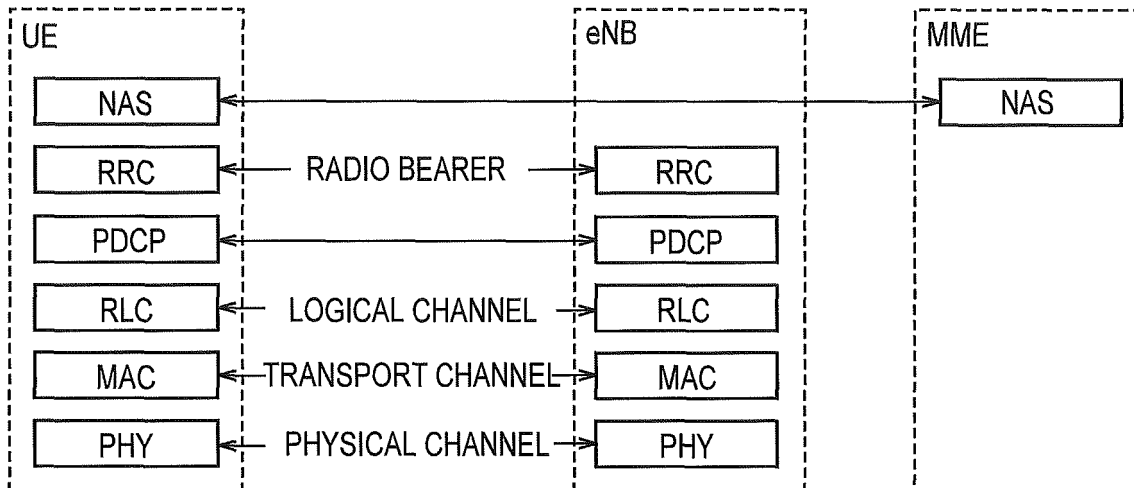 UE eNB MME
NAS NAS
RRC RADIO BEARER RRC
PDCP PDCP
RLC LOGICAL CHANNEL RLC
MAC TRANSPORT CHANNEL MAC
PHY PHYSICAL CHANNEL PHY